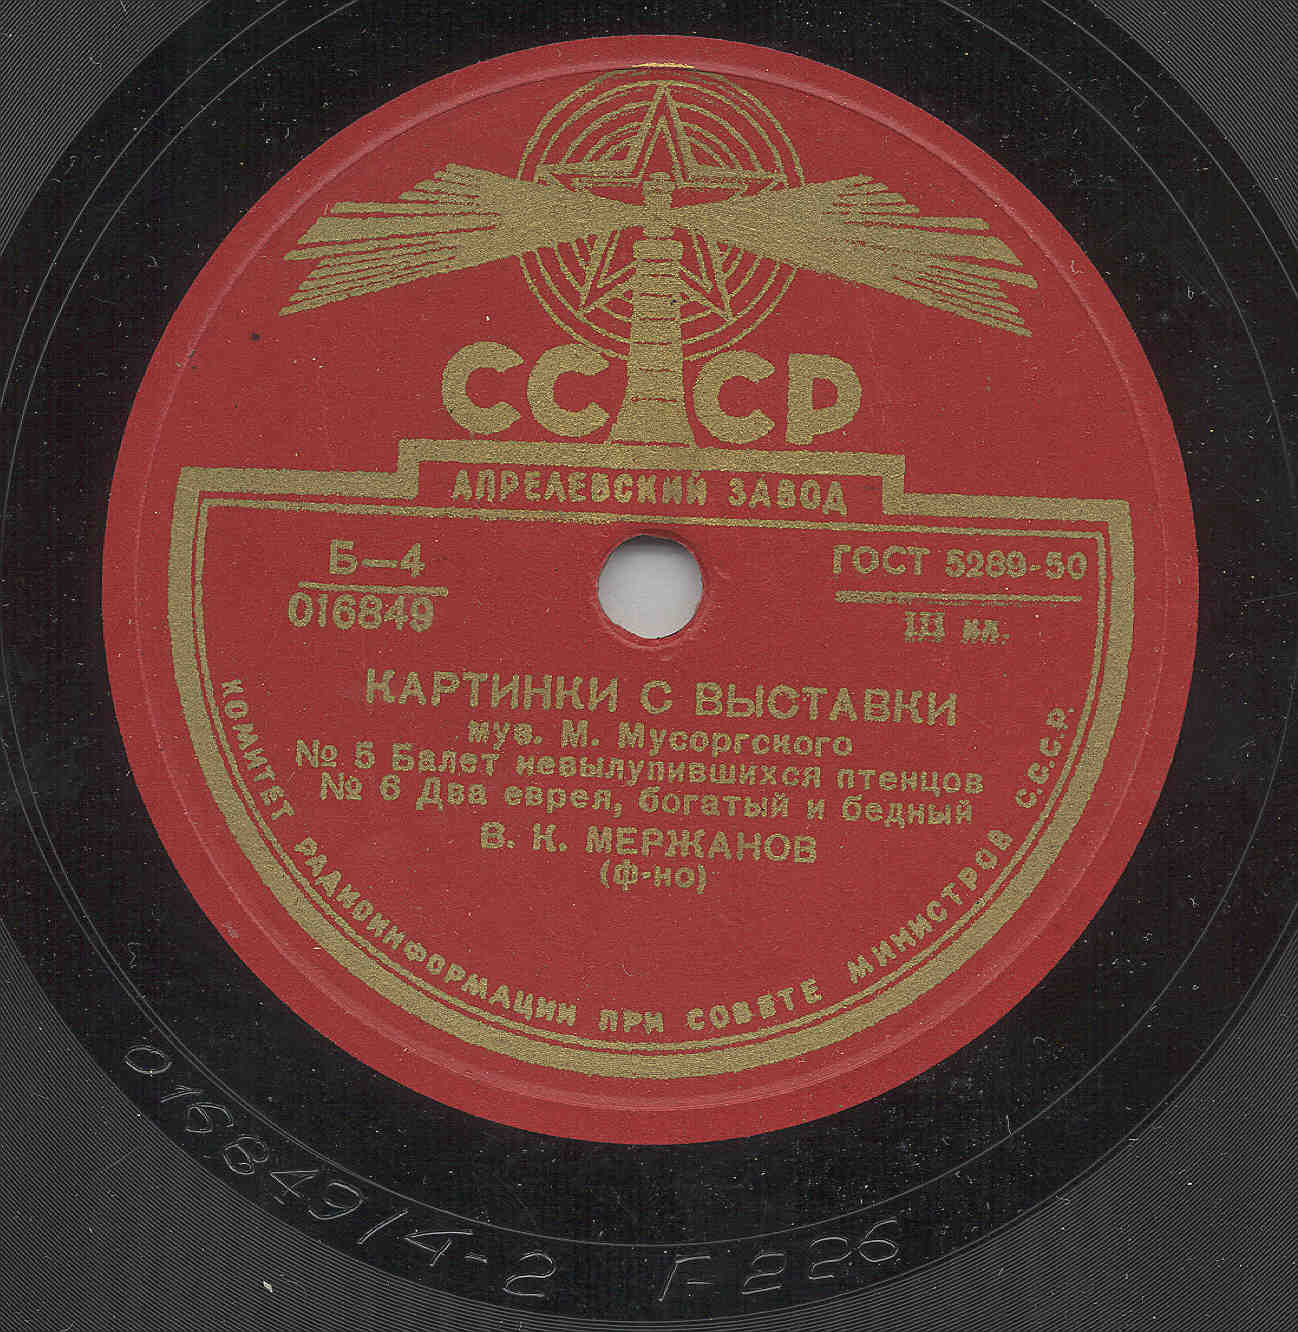 СССР
АПРЕЛЕВСКИЙ ЗАВОД
Б—4
016849
ГОСТ 5289-50
III кл.
КАРТИНКИ С ВЫСТАВКИ
муз. М. Мусоргского
№ 5 Балет невылупившихся птенцов
№ 6 Два еврея, богатый и бедный
В. К. МЕРЖАНОВ
(ф-но)
КОМИТЕТ РАДИОИНФОРМАЦИИ ПРИ СОВЕТЕ МИНИСТРОВ С.С.С.Р.
016849/4-2 Г-226